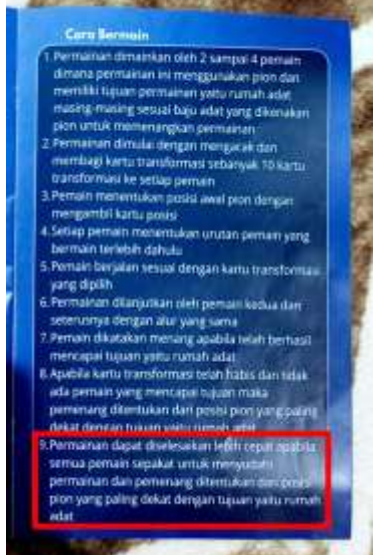 Cara Bermain
1. Permainan dimainkan oleh 2 sampai 4 pemain
dimana permainan ini menggunakan pion dan
memiliki tujuan permainan yaitu rumah adat
masing-masing sesuai baju adat yang dikenakan
pion untuk memenangkan permainan
2. Permainan dimulai dengan mengacak dan
membagi kartu transformasi sebanyak 10 kartu
transformasi ke setiap pemain
3. Pemain menentukan posisi awal pion dengan
mengambil kartu posisi
4. Setiap pemain menentukan urutan pemain yang
bermain terlebih dahulu
5. Pemain berjalan sesuai dengan kartu transformasi
yang dipilih
6. Permainan dilanjutkan oleh pemain kedua dan
seterusnya dengan alur yang sama
7. Pemain dikatakan menang apabila telah berhasil
mencapai tujuan yaitu rumah adat
8. Apabila kartu transformasi telah habis dan tidak
ada pemain yang mencapai tujuan maka
pemenang ditentukan dari posisi pion yang paling
dekat dengan tujuan yaitu rumah adat
9. Permainan dapat diselesaikan lebih cepat apabila
semua pemain sepakat untuk menyudahi
permainan dan pemenang ditentukan dari posisi
pion yang paling dekat dengan tujuan yaitu rumah
adat